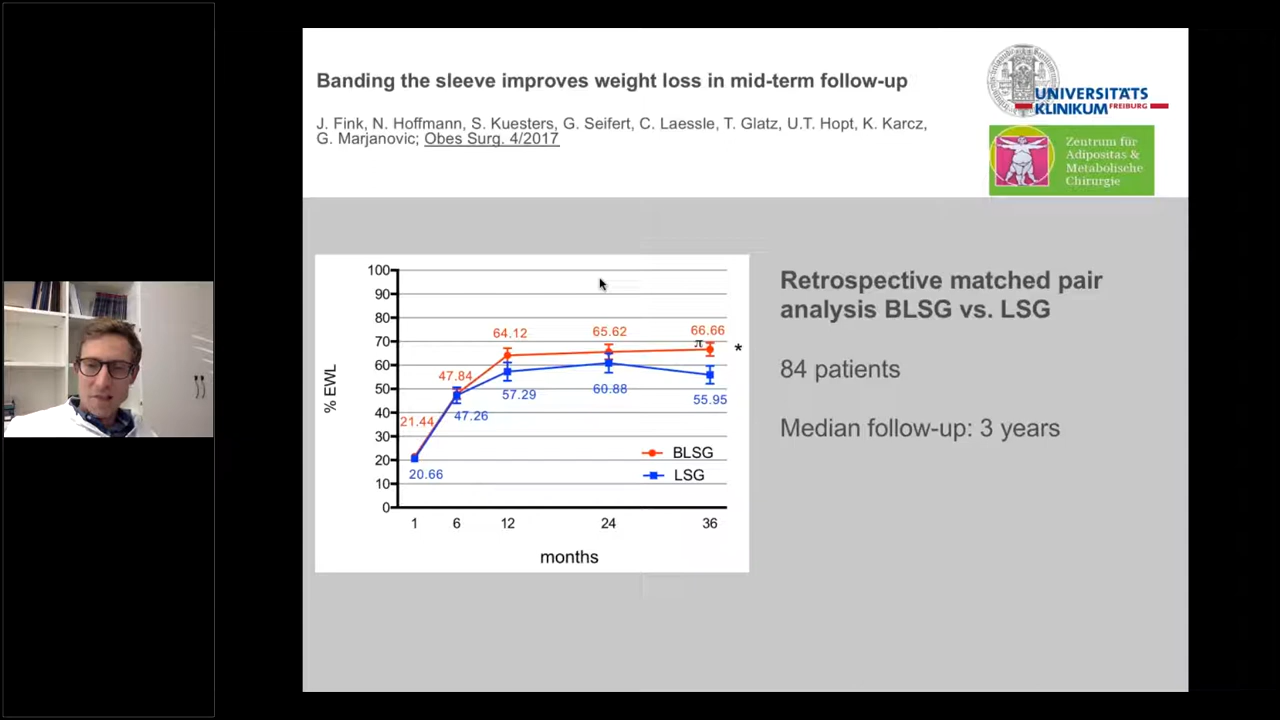 Banding the sleeve improves weight loss in mid-term follow-up
J. Fink, N. Hoffmann, S. Kuesters, G. Seifert, C. Laessle, T. Glatz, U.T. Hopt, K. Karcz,
G. Marjanovic; Obes Surg. 4/2017
UNIVERSITÄTS
KLINIKUM FREIBURG
Zentrum für
Adipositas &
Metabolische
Chirurgie
100
90
80
70
60
50
40
30
20
10
0
% EWL
21.44
47.84
64.12
65.62
66.66
π
*
20.66
47.26
57.29
60.88
55.95
BLSG
LSG
1 6 12 24 36
months
Retrospective matched pair
analysis BLSG vs. LSG
84 patients
Median follow-up: 3 years